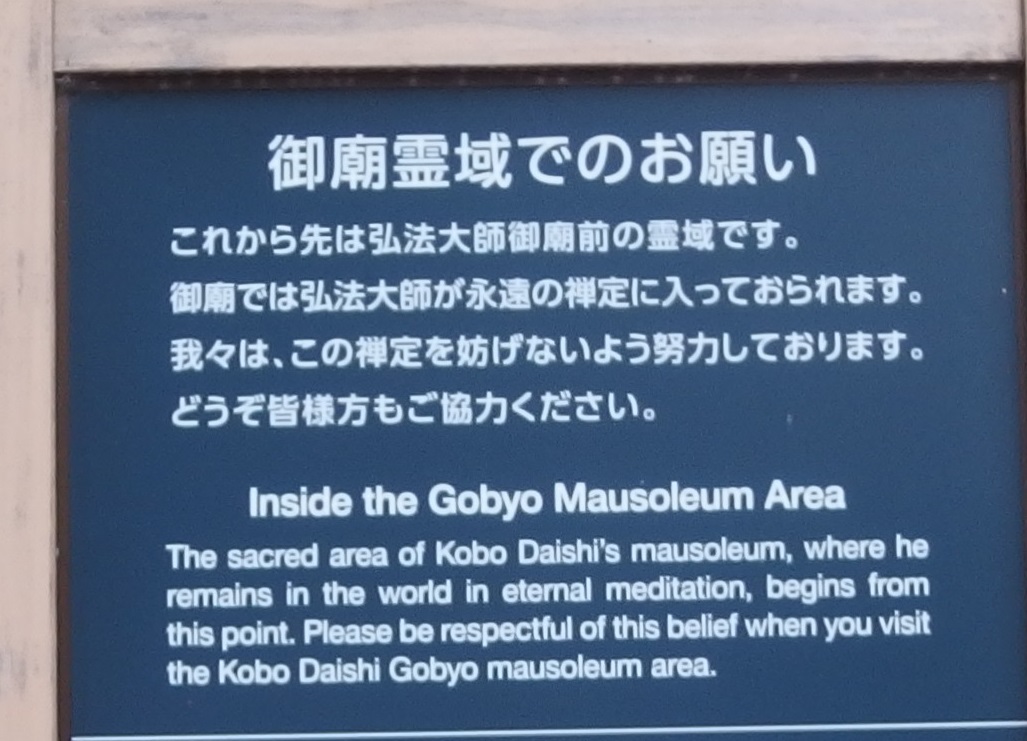 御廟霊域でのお願い
これから先は弘法大師御廟前の霊域です。
御廟では弘法大師が永遠の禅定に入っておられます。
我々は、この禅定を妨げないよう努力しております。
どうぞ皆様方もご協力ください。
Inside the Gobyo Mausoleum Area
The sacred area of Kobo Daishi's mausoleum, where he
remains in the world in eternal meditation, begins from
this point. Please be respectful of this belief when you visit
the Kobo Daishi Gobyo mausoleum area.